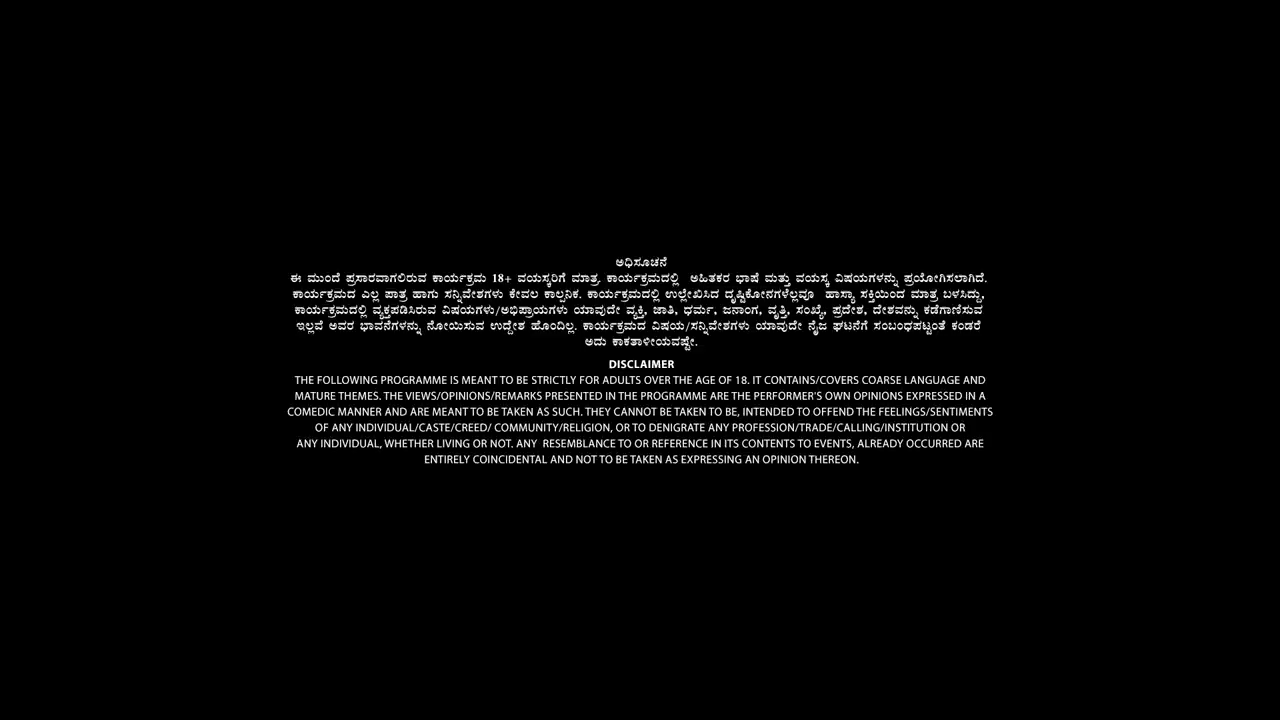 ಅಧಿಸೂಚನೆ
ಈ ಮುಂದೆ ಪ್ರಸಾರವಾಗಲಿರುವ ಕಾರ್ಯಕ್ರಮ 18+ ವಯಸ್ಕರಿಗೆ ಮಾತ್ರ. ಕಾರ್ಯಕ್ರಮದಲ್ಲಿ ಅಹಿತಕರ ಭಾಷೆ ಮತ್ತು ವಯಸ್ಕ ವಿಷಯಗಳನ್ನು ಪ್ರಯೋಗಿಸಲಾಗಿದೆ.
ಕಾರ್ಯಕ್ರಮದ ಎಲ್ಲ ಪಾತ್ರ ಹಾಗು ಸನ್ನಿವೇಶಗಳು ಕೇವಲ ಕಾಲ್ಪನಿಕ. ಕಾರ್ಯಕ್ರಮದಲ್ಲಿ ಉಲ್ಲೇಖಿಸಿದ ದೃಷ್ಟಿಕೋನಗಳೆಲ್ಲವೂ ಹಾಸ್ಯಾ ಸಕ್ತಿಯಿಂದ ಮಾತ್ರ ಬಳಸಿದ್ದು,
ಕಾರ್ಯಕ್ರಮದಲ್ಲಿ ವ್ಯಕ್ತಪಡಿಸಿರುವ ವಿಷಯಗಳು/ಅಭಿಪ್ರಾಯಗಳು ಯಾವುದೇ ವ್ಯಕ್ತಿ, ಜಾತಿ, ಧರ್ಮ, ಜನಾಂಗ, ವೃತ್ತಿ, ಸಂಖ್ಯೆ, ಪ್ರದೇಶ, ದೇಶವನ್ನು ಕಡೆಗಾಣಿಸುವ
ಇಲ್ಲವೆ ಅವರ ಭಾವನೆಗಳನ್ನು ನೋಯಿಸುವ ಉದ್ದೇಶ ಹೊಂದಿಲ್ಲ. ಕಾರ್ಯಕ್ರಮದ ವಿಷಯ/ಸನ್ನಿವೇಶಗಳು ಯಾವುದೇ ನೈಜ ಘಟನೆಗೆ ಸಂಬಂಧಪಟ್ಟಂತೆ ಕಂಡರೆ
ಅದು ಕಾಕತಾಳೀಯವಷ್ಟೇ.
DISCLAIMER
THE FOLLOWING PROGRAMME IS MEANT TO BE STRICTLY FOR ADULTS OVER THE AGE OF 18. IT CONTAINS/COVERS COARSE LANGUAGE AND
MATURE THEMES. THE VIEWS/OPINIONS/REMARKS PRESENTED IN THE PROGRAMME ARE THE PERFORMER'S OWN OPINIONS EXPRESSED IN A
COMEDIC MANNER AND ARE MEANT TO BE TAKEN AS SUCH. THEY CANNOT BE TAKEN TO BE, INTENDED TO OFFEND THE FEELINGS/SENTIMENTS
OF ANY INDIVIDUAL/CASTE/CREED/ COMMUNITY/RELIGION, OR TO DENIGRATE ANY PROFESSION/TRADE/CALLING/INSTITUTION OR
ANY INDIVIDUAL, WHETHER LIVING OR NOT. ANY RESEMBLANCE TO OR REFERENCE IN ITS CONTENTS TO EVENTS, ALREADY OCCURRED ARE
ENTIRELY COINCIDENTAL AND NOT TO BE TAKEN AS EXPRESSING AN OPINION THEREON.